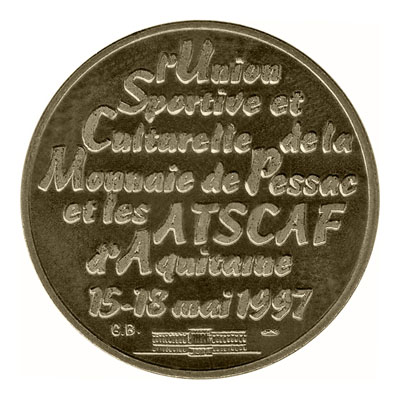 l'Union
Sportive et
Culturelle de la
Monnaie de Pessac
et les ATSCAF
d'Aquitaine
15-18 mai 1997
G.B.